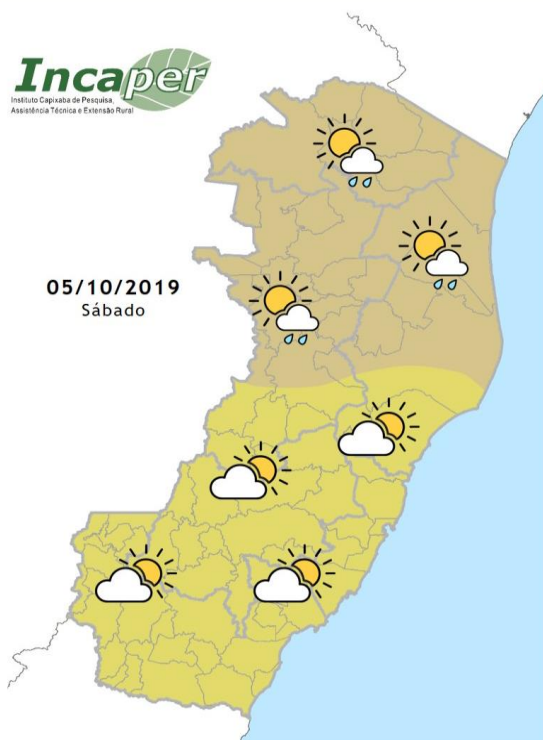 Incaper
Instituto Capixaba de Pesquisa,
Assistência Técnica e Extensão Rural
05/10/2019
Sábado